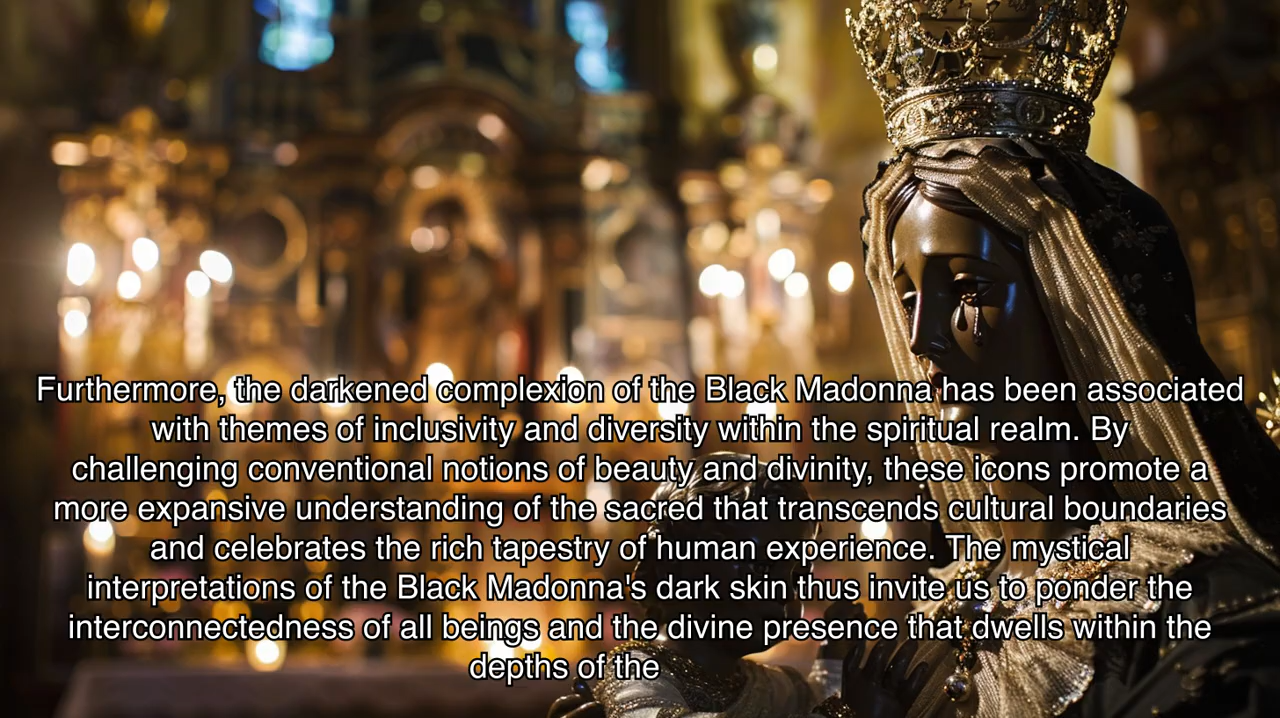 Furthermore, the darkened complexion of the Black Madonna has been associated
with themes of inclusivity and diversity within the spiritual realm. By
challenging conventional notions of beauty and divinity, these icons promote a
more expansive understanding of the sacred that transcends cultural boundaries
and celebrates the rich tapestry of human experience. The mystical
interpretations of the Black Madonna's dark skin thus invite us to ponder the
interconnectedness of all beings and the divine presence that dwells within the
depths of the